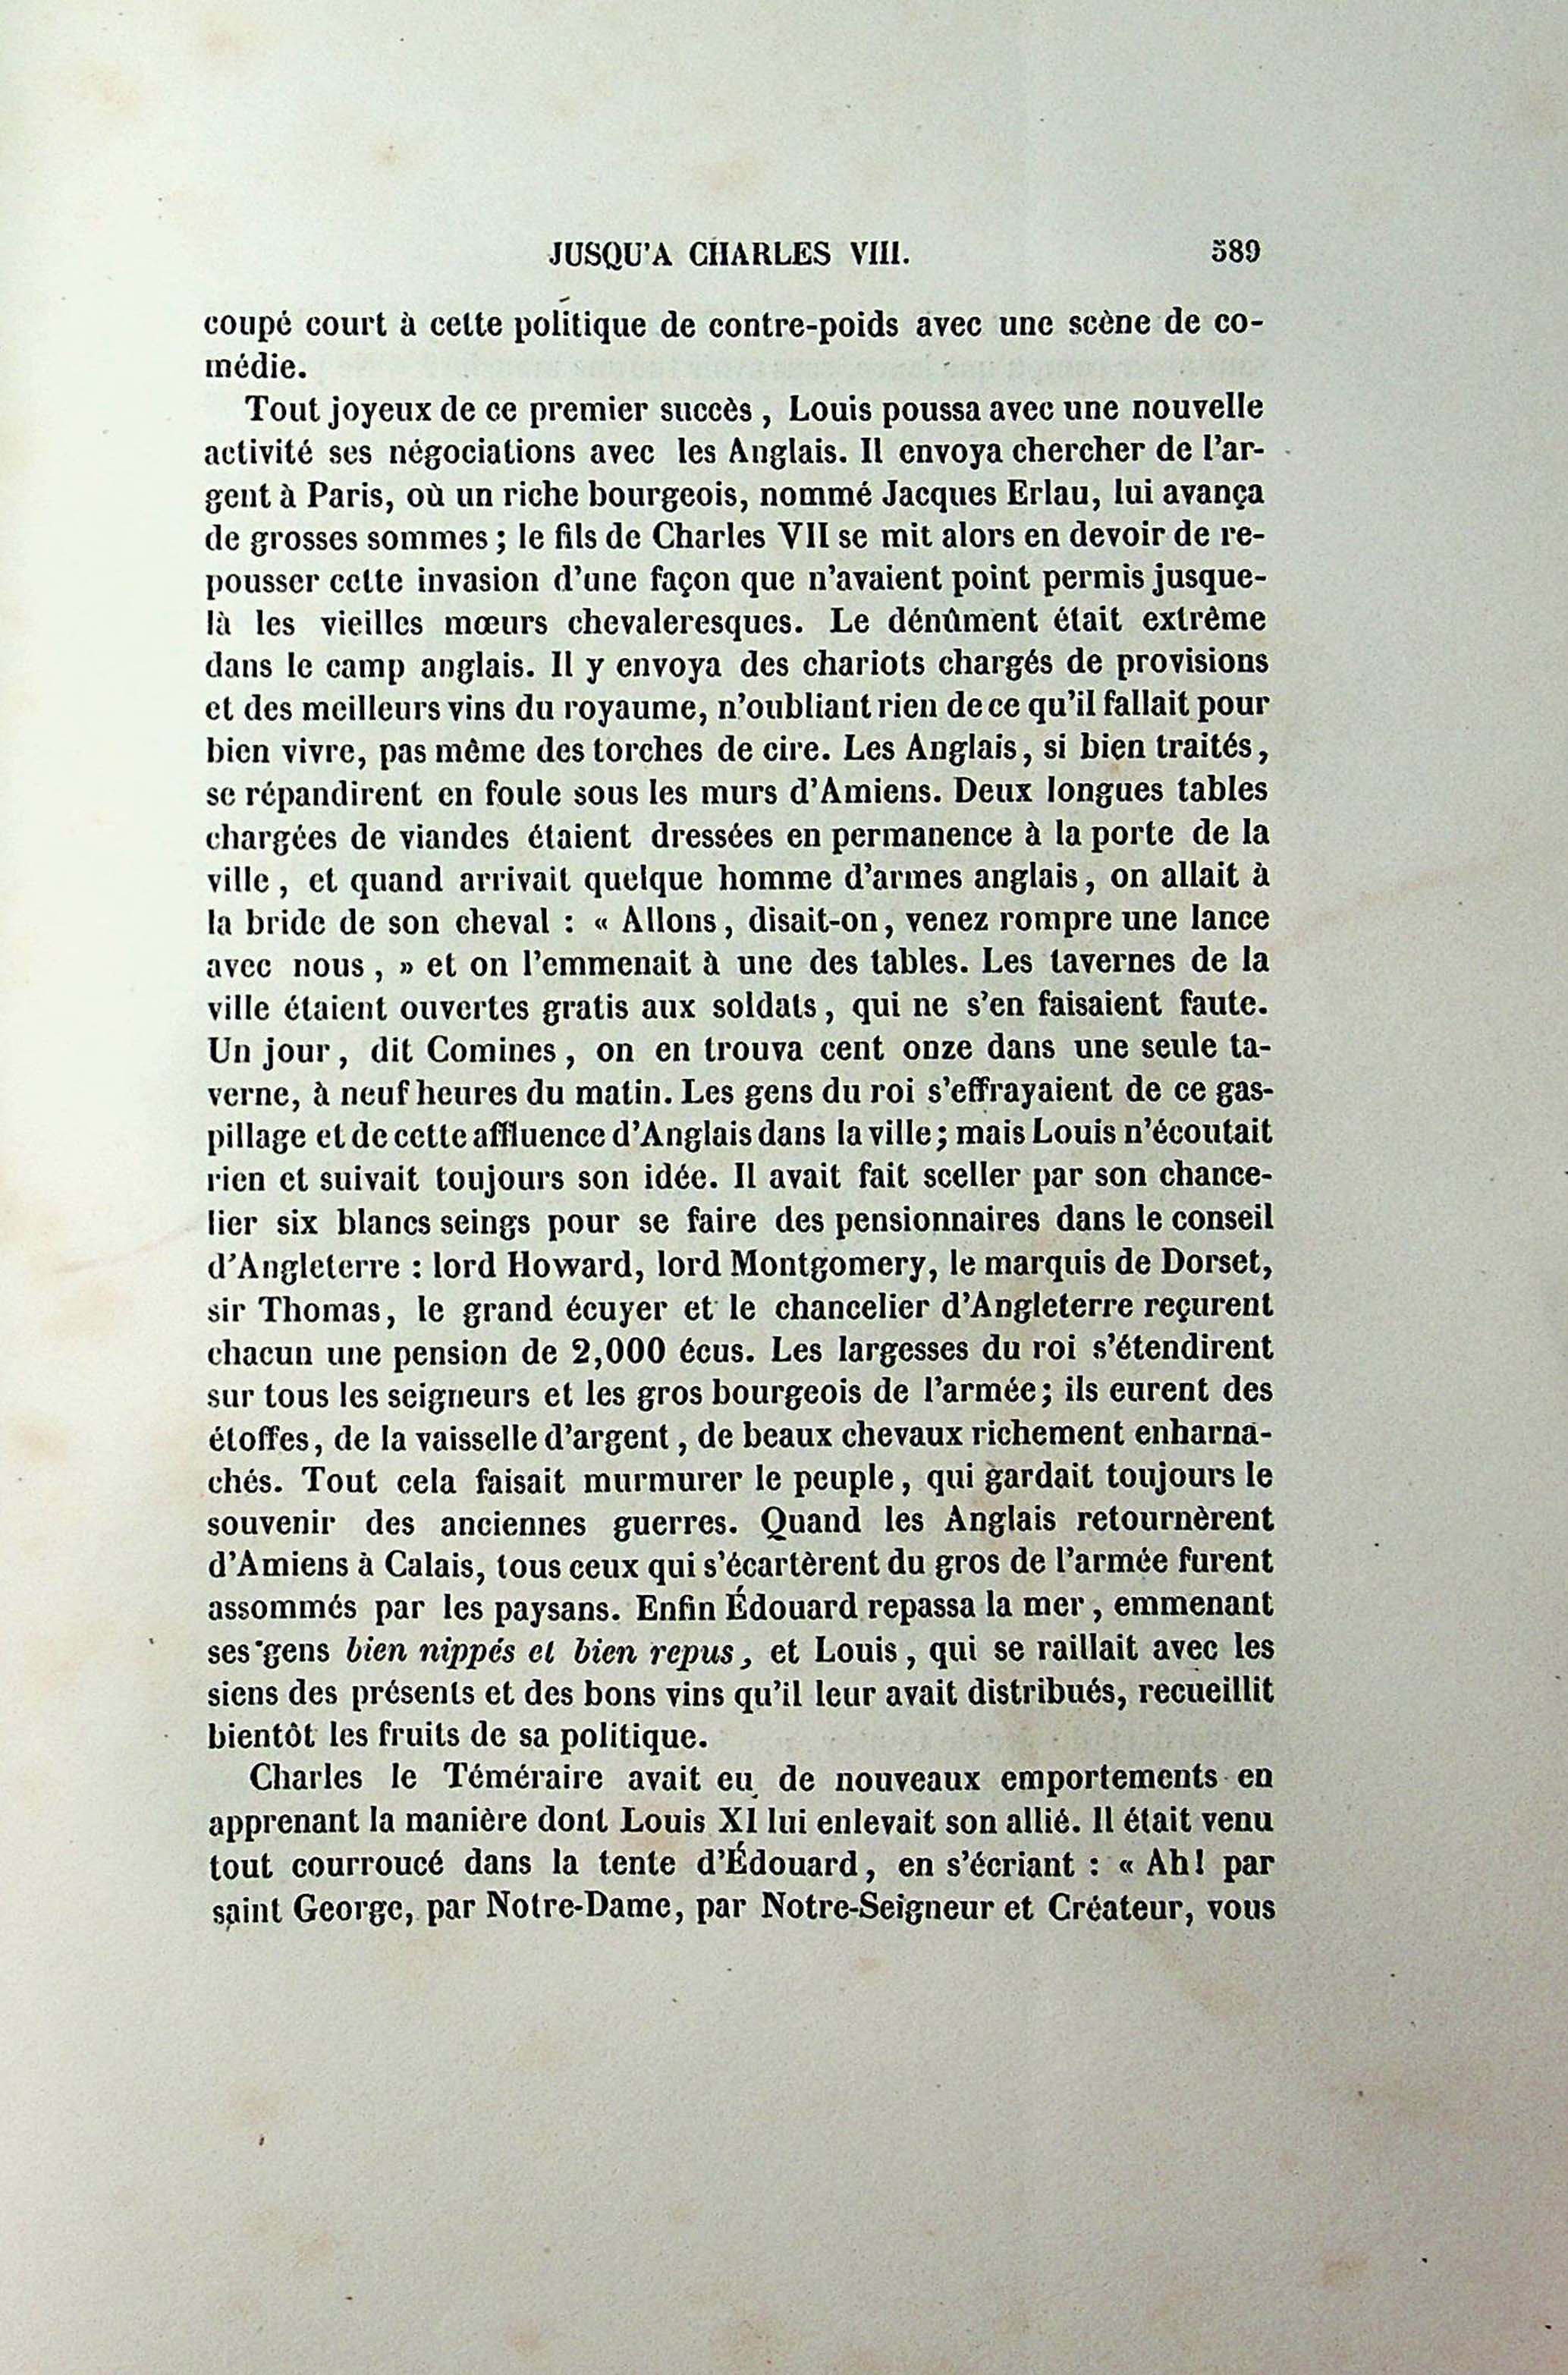 JUSQU'A CHARLES VIII. 589
coupé court à cette politique de contre-poids avec une scène de co-
médie.
Tout joyeux de ce premier succès, Louis poussa avec une nouvelle
activité ses négociations avec les Anglais. Il envoya chercher de l'ar-
gent à Paris, où un riche bourgeois, nommé Jacques Erlau, lui avança
de grosses sommes ; le fils de Charles VII se mit alors en devoir de re-
pousser cette invasion d'une façon que n'avaient point permis jusque-
là les vieilles mœurs chevaleresques. Le dénûment était extrême
dans le camp anglais. Il y envoya des chariots chargés de provisions
et des meilleurs vins du royaume, n'oubliant rien de ce qu'il fallait pour
bien vivre, pas même des torches de cire. Les Anglais, si bien traités,
se répandirent en foule sous les murs d'Amiens. Deux longues tables
chargées de viandes étaient dressées en permanence à la porte de la
ville, et quand arrivait quelque homme d'armes anglais, on allait à
la bride de son cheval : « Allons, disait-on, venez rompre une lance
avec nous, » et on l'emmenait à une des tables. Les tavernes de la
ville étaient ouvertes gratis aux soldats, qui ne s'en faisaient faute.
Un jour, dit Comines, on en trouva cent onze dans une seule ta-
verne, à neuf heures du matin. Les gens du roi s'effrayaient de ce gas-
pillage et de cette affluence d'Anglais dans la ville ; mais Louis n'écoutait
rien et suivait toujours son idée. Il avait fait sceller par son chance-
lier six blancs seings pour se faire des pensionnaires dans le conseil
d'Angleterre : lord Howard, lord Montgomery, le marquis de Dorset,
sir Thomas, le grand écuyer et le chancelier d'Angleterre reçurent
chacun une pension de 2,000 écus. Les largesses du roi s'étendirent
sur tous les seigneurs et les gros bourgeois de l'armée; ils eurent des
étoffes, de la vaisselle d'argent, de beaux chevaux richement enharna-
chés. Tout cela faisait murmurer le peuple, qui gardait toujours le
souvenir des anciennes guerres. Quand les Anglais retournèrent
d'Amiens à Calais, tous ceux qui s'écartèrent du gros de l'armée furent
assommés par les paysans. Enfin Édouard repassa la mer, emmenant
ses gens bien nippés et bien repus, et Louis, qui se raillait avec les
siens des présents et des bons vins qu'il leur avait distribués, recueillit
bientôt les fruits de sa politique.
Charles le Téméraire avait eu de nouveaux emportements en
apprenant la manière dont Louis XI lui enlevait son allié. Il était venu
tout courroucé dans la tente d'Édouard, en s'écriant : « Ah! par
saint George, par Notre-Dame, par Notre-Seigneur et Créateur, vous